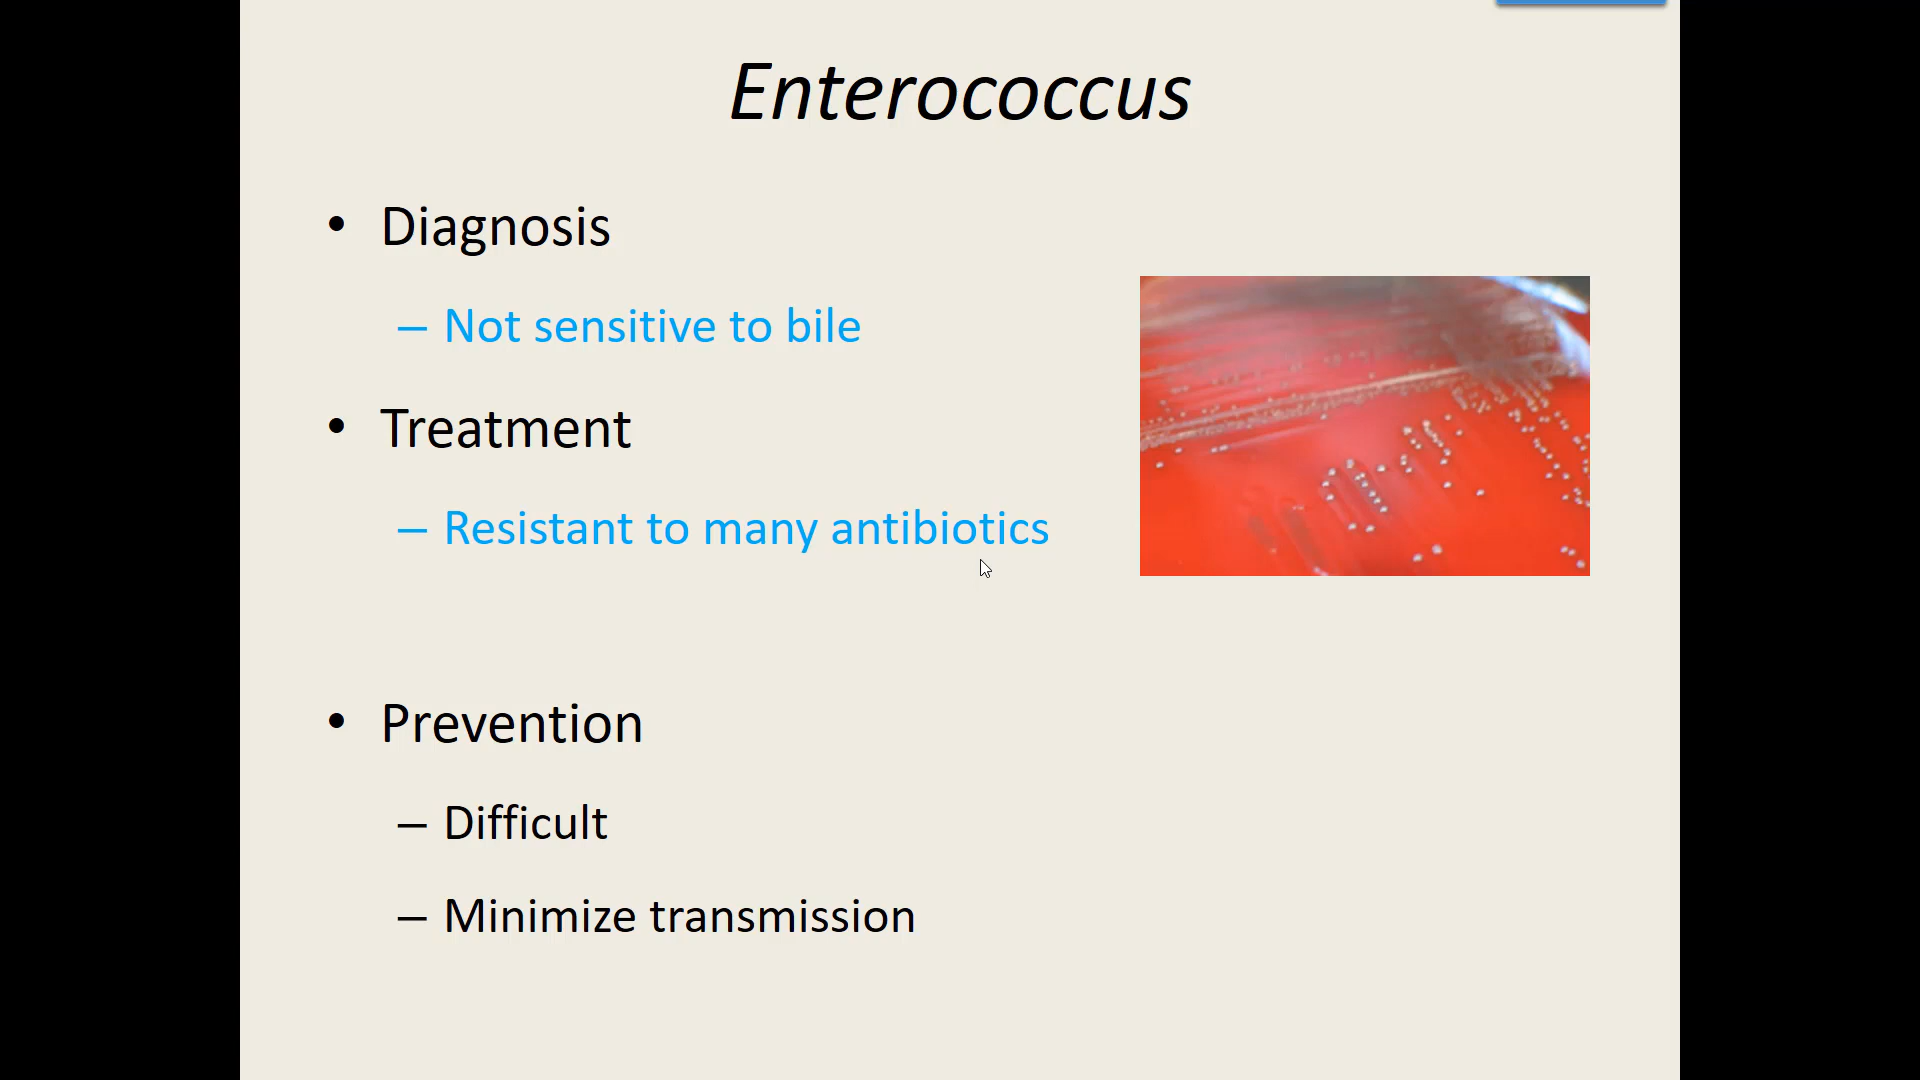 Enterococcus
• Diagnosis
– Not sensitive to bile
• Treatment
– Resistant to many antibiotics
• Prevention
– Difficult
– Minimize transmission